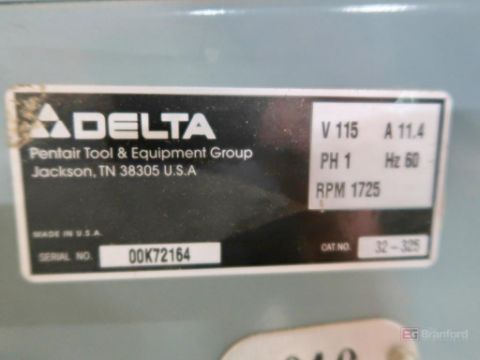 DELTA
Pentair Tool & Equipment Group
Jackson, TN 38305 U.S.A
V 115 A 11.4
PH 1 Hz 60
RPM 1725
MADE IN U.S.A.
SERIAL NO. 00K72164
CAT NO. 32-325
EG Branford